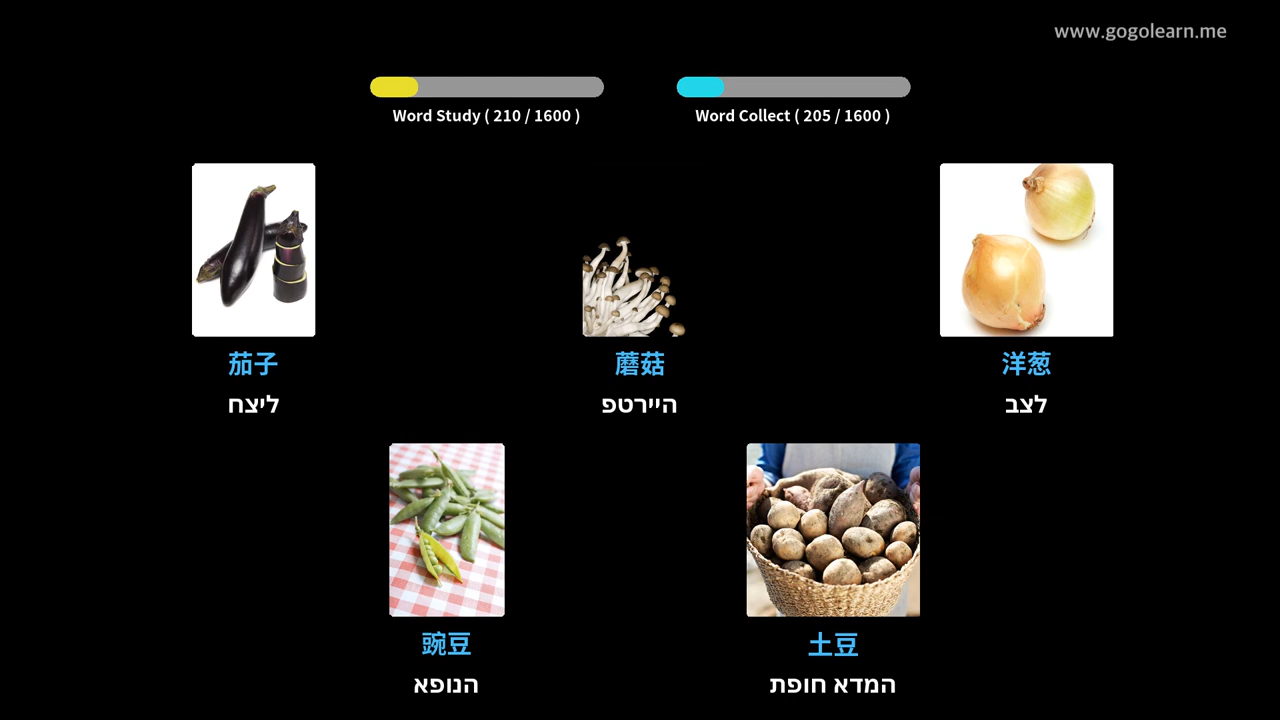 www.gogolearn.me
Word Study ( 210 / 1600 )
Word Collect ( 205 / 1600 )
茄子
ליצח
蘑菇
היירטפ
洋葱
לצב
豌豆
הנופא
土豆
המדא חופת